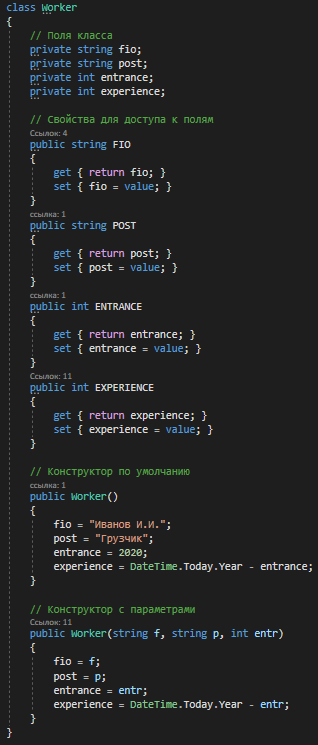 class Worker
{
// Поля класса
private string fio;
private string post;
private int entrance;
private int experience;
// Свойства для доступа к полям
Ссылок: 4
public string FIO
{
get { return fio; }
set { fio = value; }
}
ссылка: 1
public string POST
{
get { return post; }
set { post = value; }
}
ссылка: 1
public int ENTRANCE
{
get { return entrance; }
set { entrance = value; }
}
Ссылок: 11
public int EXPERIENCE
{
get { return experience; }
set { experience = value; }
}
// Конструктор по умолчанию
ссылка: 1
public Worker()
{
fio = "Иванов И.И.";
post = "Грузчик";
entrance = 2020;
experience = DateTime.Today.Year - entrance;
}
// Конструктор с параметрами
Ссылок: 11
public Worker(string f, string p, int entr)
{
fio = f;
post = p;
entrance = entr;
experience = DateTime.Today.Year - entr;
}
}